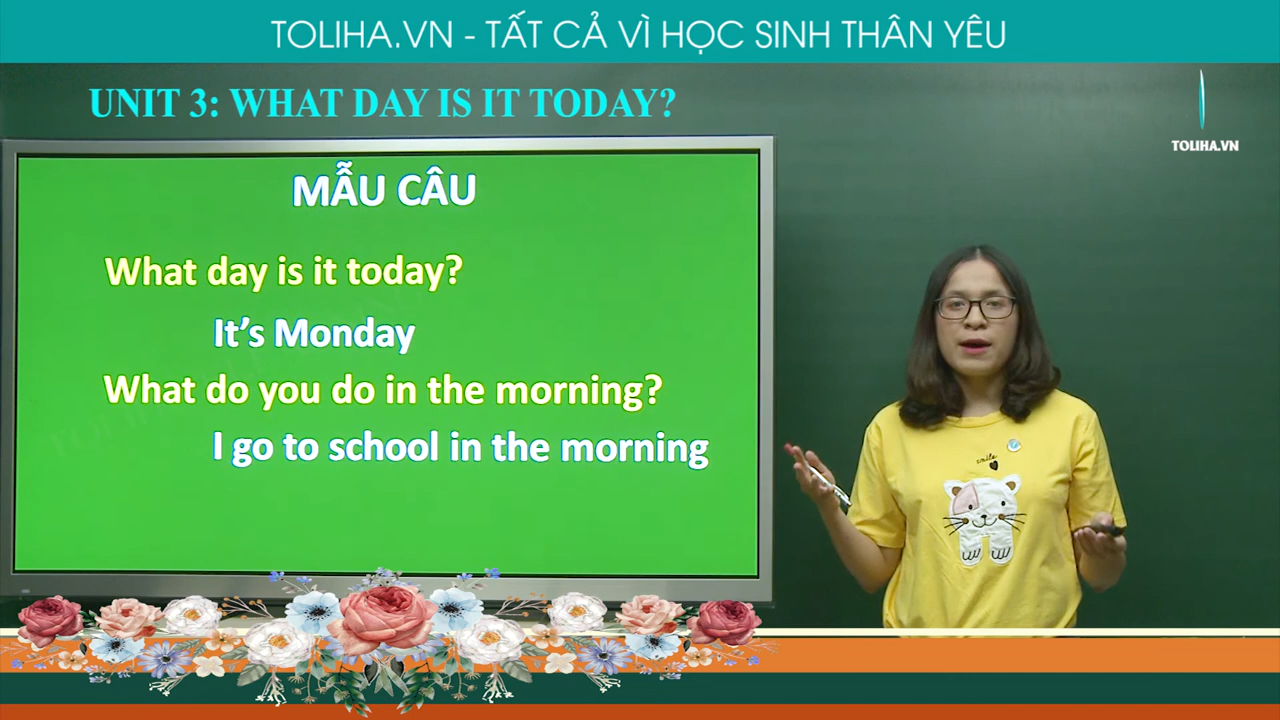 TOLIHA.VN - TẤT CẢ VÌ HỌC SINH THÂN YÊU
UNIT 3: WHAT DAY IS IT TODAY?
TOLIHA.VN
MẪU CÂU
What day is it today?
It's Monday
What do you do in the morning?
I go to school in the morning
smile